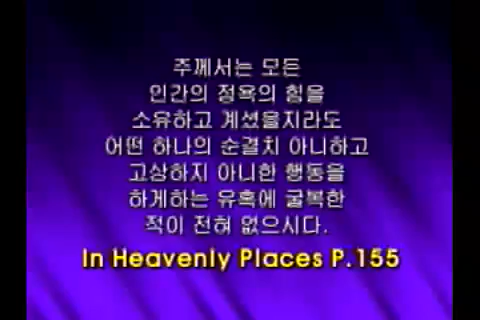 주께서는 모든
인간의 정욕의 힘을
소유하고 계셨을지라도
어떤 하나의 순결치 아니하고
고상하지 아니한 행동을
하게하는 유혹에 굴복한
적이 전혀 없으시다.
In Heavenly Places P.155